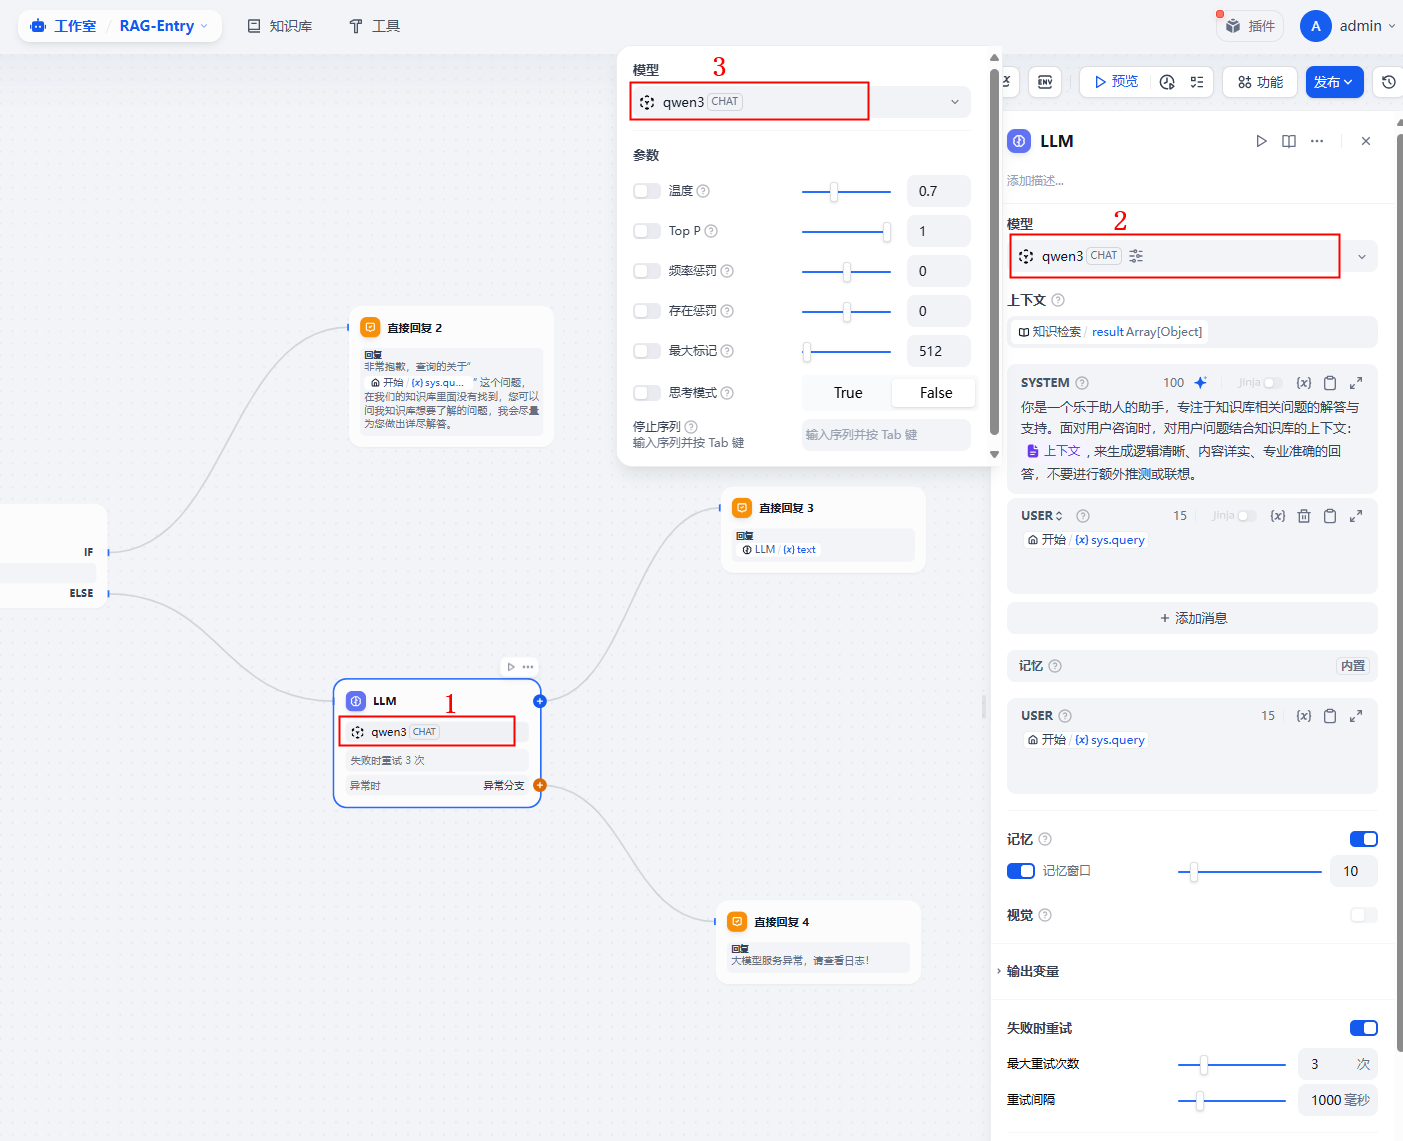 工作室 / RAG-Entry
知识库
工具
插件
A
admin
ENV
预览
功能
发布
模型
3
qwen3 CHAT
参数
温度
0.7
Top P
1
频率惩罚
0
存在惩罚
0
最大标记
512
思考模式
True
False
停止序列
输入序列并按 Tab 键
输入序列并按 Tab 键
LLM
添加描述...
模型
2
qwen3 CHAT
上下文
知识检索 / result Array[Object]
SYSTEM
100
Jinja
{x}
你是一个乐于助人的助手，专注于知识库相关问题的解答与
支持。面对用户咨询时，对用户问题结合知识库的上下文：
上下文 , 来生成逻辑清晰、内容详实、专业准确的回
答，不要进行额外推测或联想。
USER
15
Jinja
{x}
开始 / {x} sys.query
+ 添加消息
记忆
内置
USER
15
{x}
开始 / {x} sys.query
记忆
记忆窗口
10
视觉
输出变量
失败时重试
最大重试次数
3 次
重试间隔
1000 毫秒
直接回复 2
回复
非常抱歉，查询的关于“
开始 / {x} sys.qu... ” 这个问题，
在我们的知识库里面没有找到，您可以
问我知识库想要了解的问题，我会尽量
为您做出详尽解答。
IF
ELSE
直接回复 3
回复
LLM / {x} text
LLM
1
qwen3 CHAT
失败时重试 3 次
异常时
异常分支
直接回复 4
回复
大模型服务异常，请查看日志！